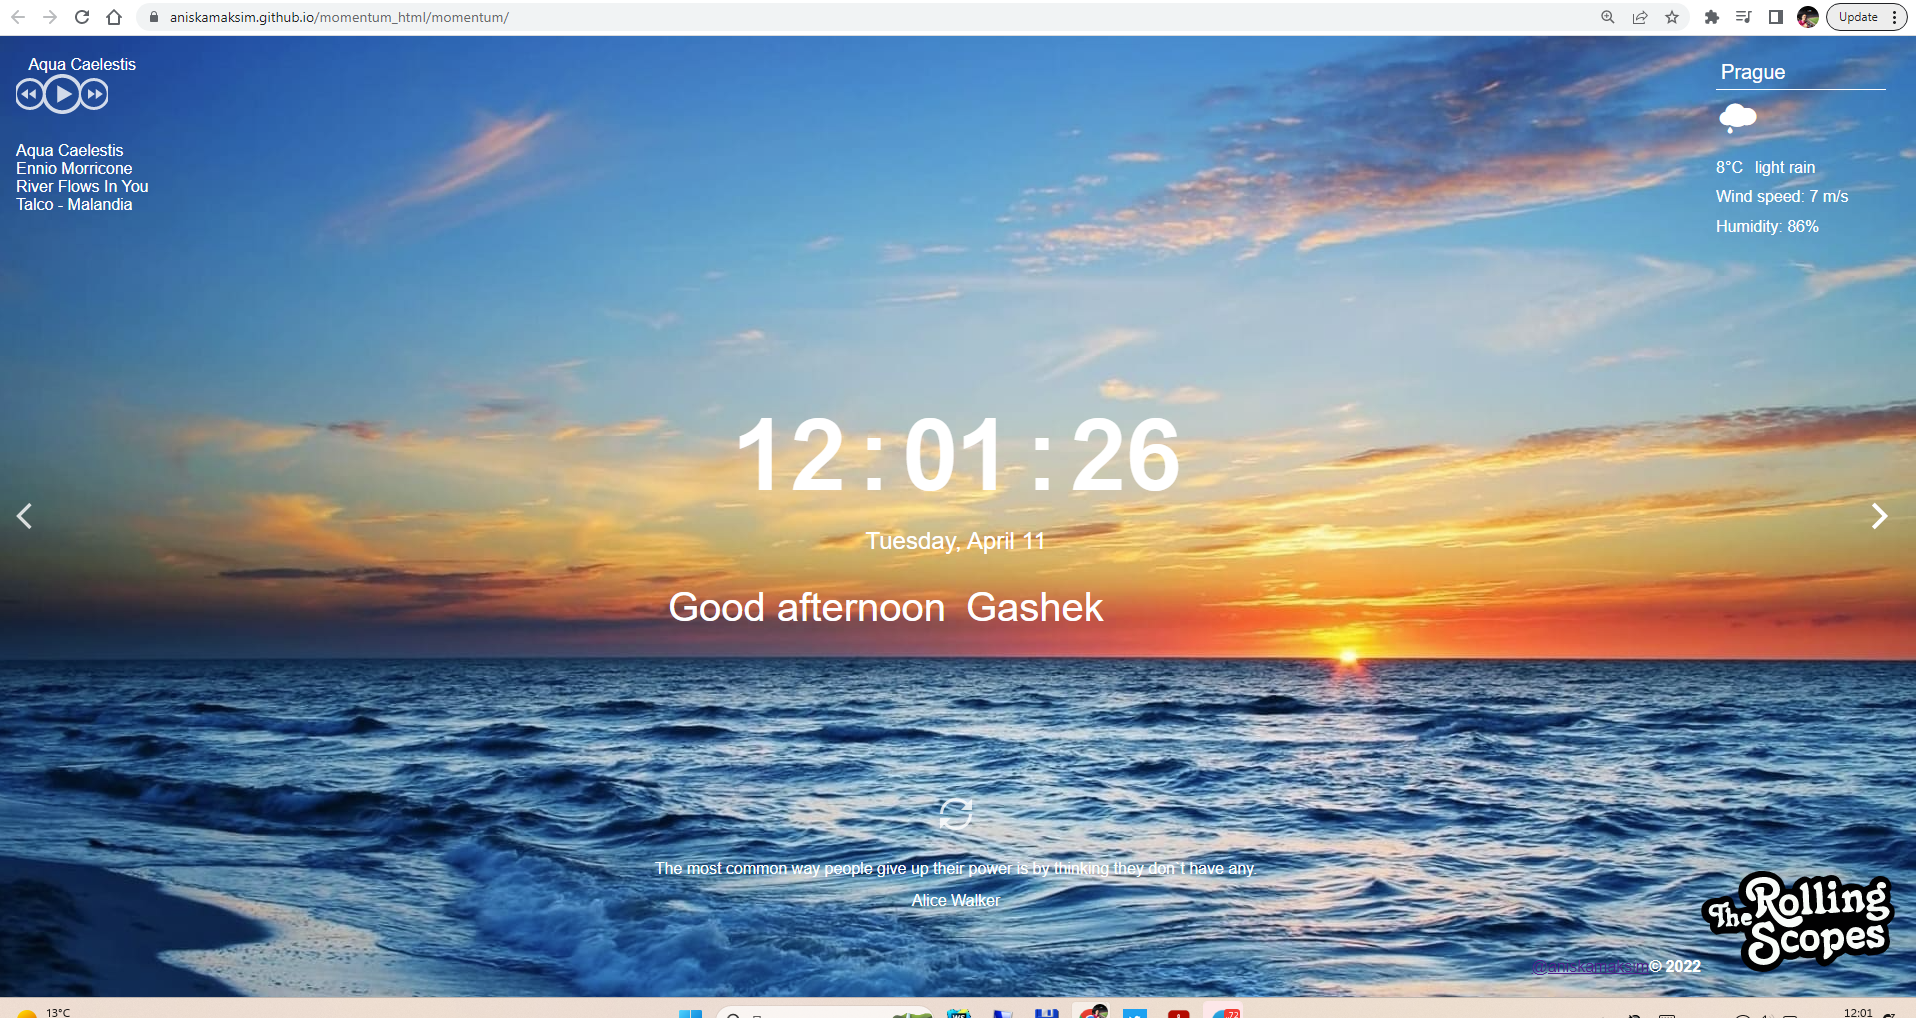 aniskamaksim.github.io/momentum_html/momentum/
Update
Aqua Caelestis
Aqua Caelestis
Ennio Morricone
River Flows In You
Talco - Malandia
Prague
8°C light rain
Wind speed: 7 m/s
Humidity: 86%
12:01:26
Tuesday, April 11
Good afternoon Gashek
The most common way people give up their power is by thinking they don`t have any.
Alice Walker
The Rolling
Scopes
@aniskamaksim© 2022
13°C
12:01